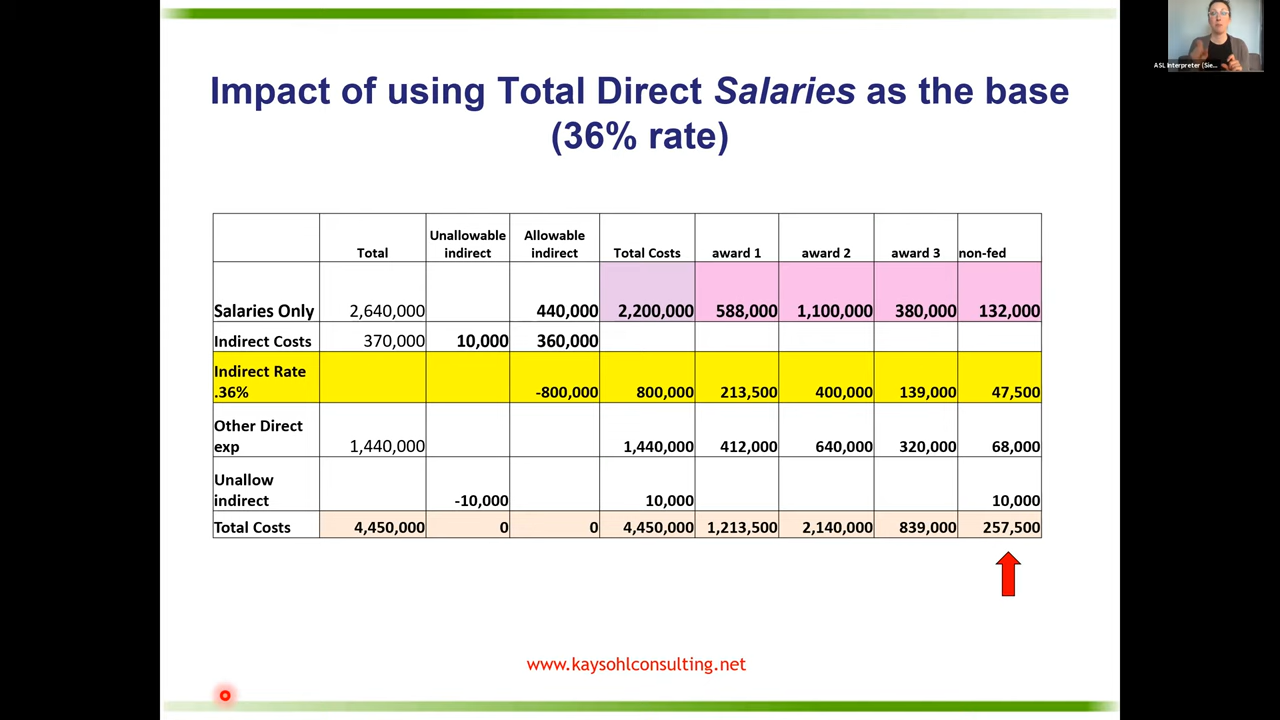 ASL Interpreter (Sie...
Impact of using Total Direct Salaries as the base
(36% rate)
Total Unallowable indirect Allowable indirect Total Costs award 1 award 2 award 3 non-fed
Salaries Only 2,640,000 440,000 2,200,000 588,000 1,100,000 380,000 132,000
Indirect Costs 370,000 10,000 360,000
Indirect Rate
.36% -800,000 800,000 213,500 400,000 139,000 47,500
Other Direct
exp 1,440,000 1,440,000 412,000 640,000 320,000 68,000
Unallow
indirect -10,000 10,000 10,000
Total Costs 4,450,000 0 0 4,450,000 1,213,500 2,140,000 839,000 257,500
www.kaysohlconsulting.net